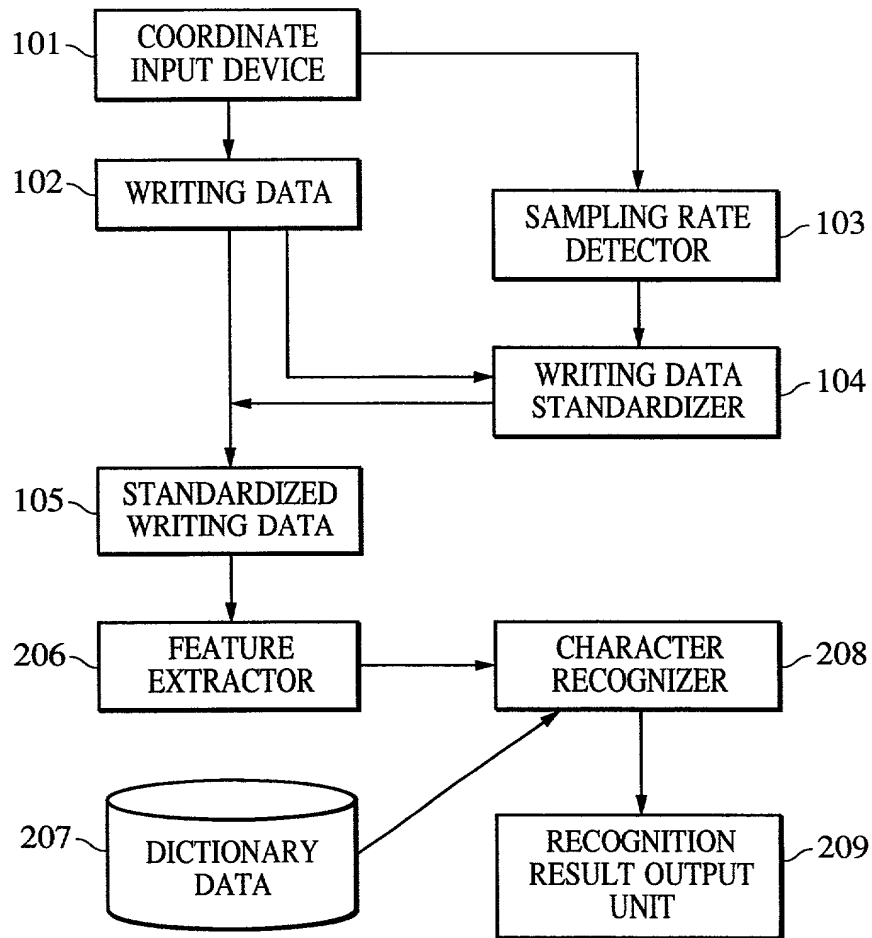 101
COORDINATE
INPUT DEVICE
102
WRITING DATA
SAMPLING RATE
DETECTOR
103
WRITING DATA
STANDARDIZER
104
105
STANDARDIZED
WRITING DATA
206
FEATURE
EXTRACTOR
CHARACTER
RECOGNIZER
208
207
DICTIONARY
DATA
RECOGNITION
RESULT OUTPUT
UNIT
209